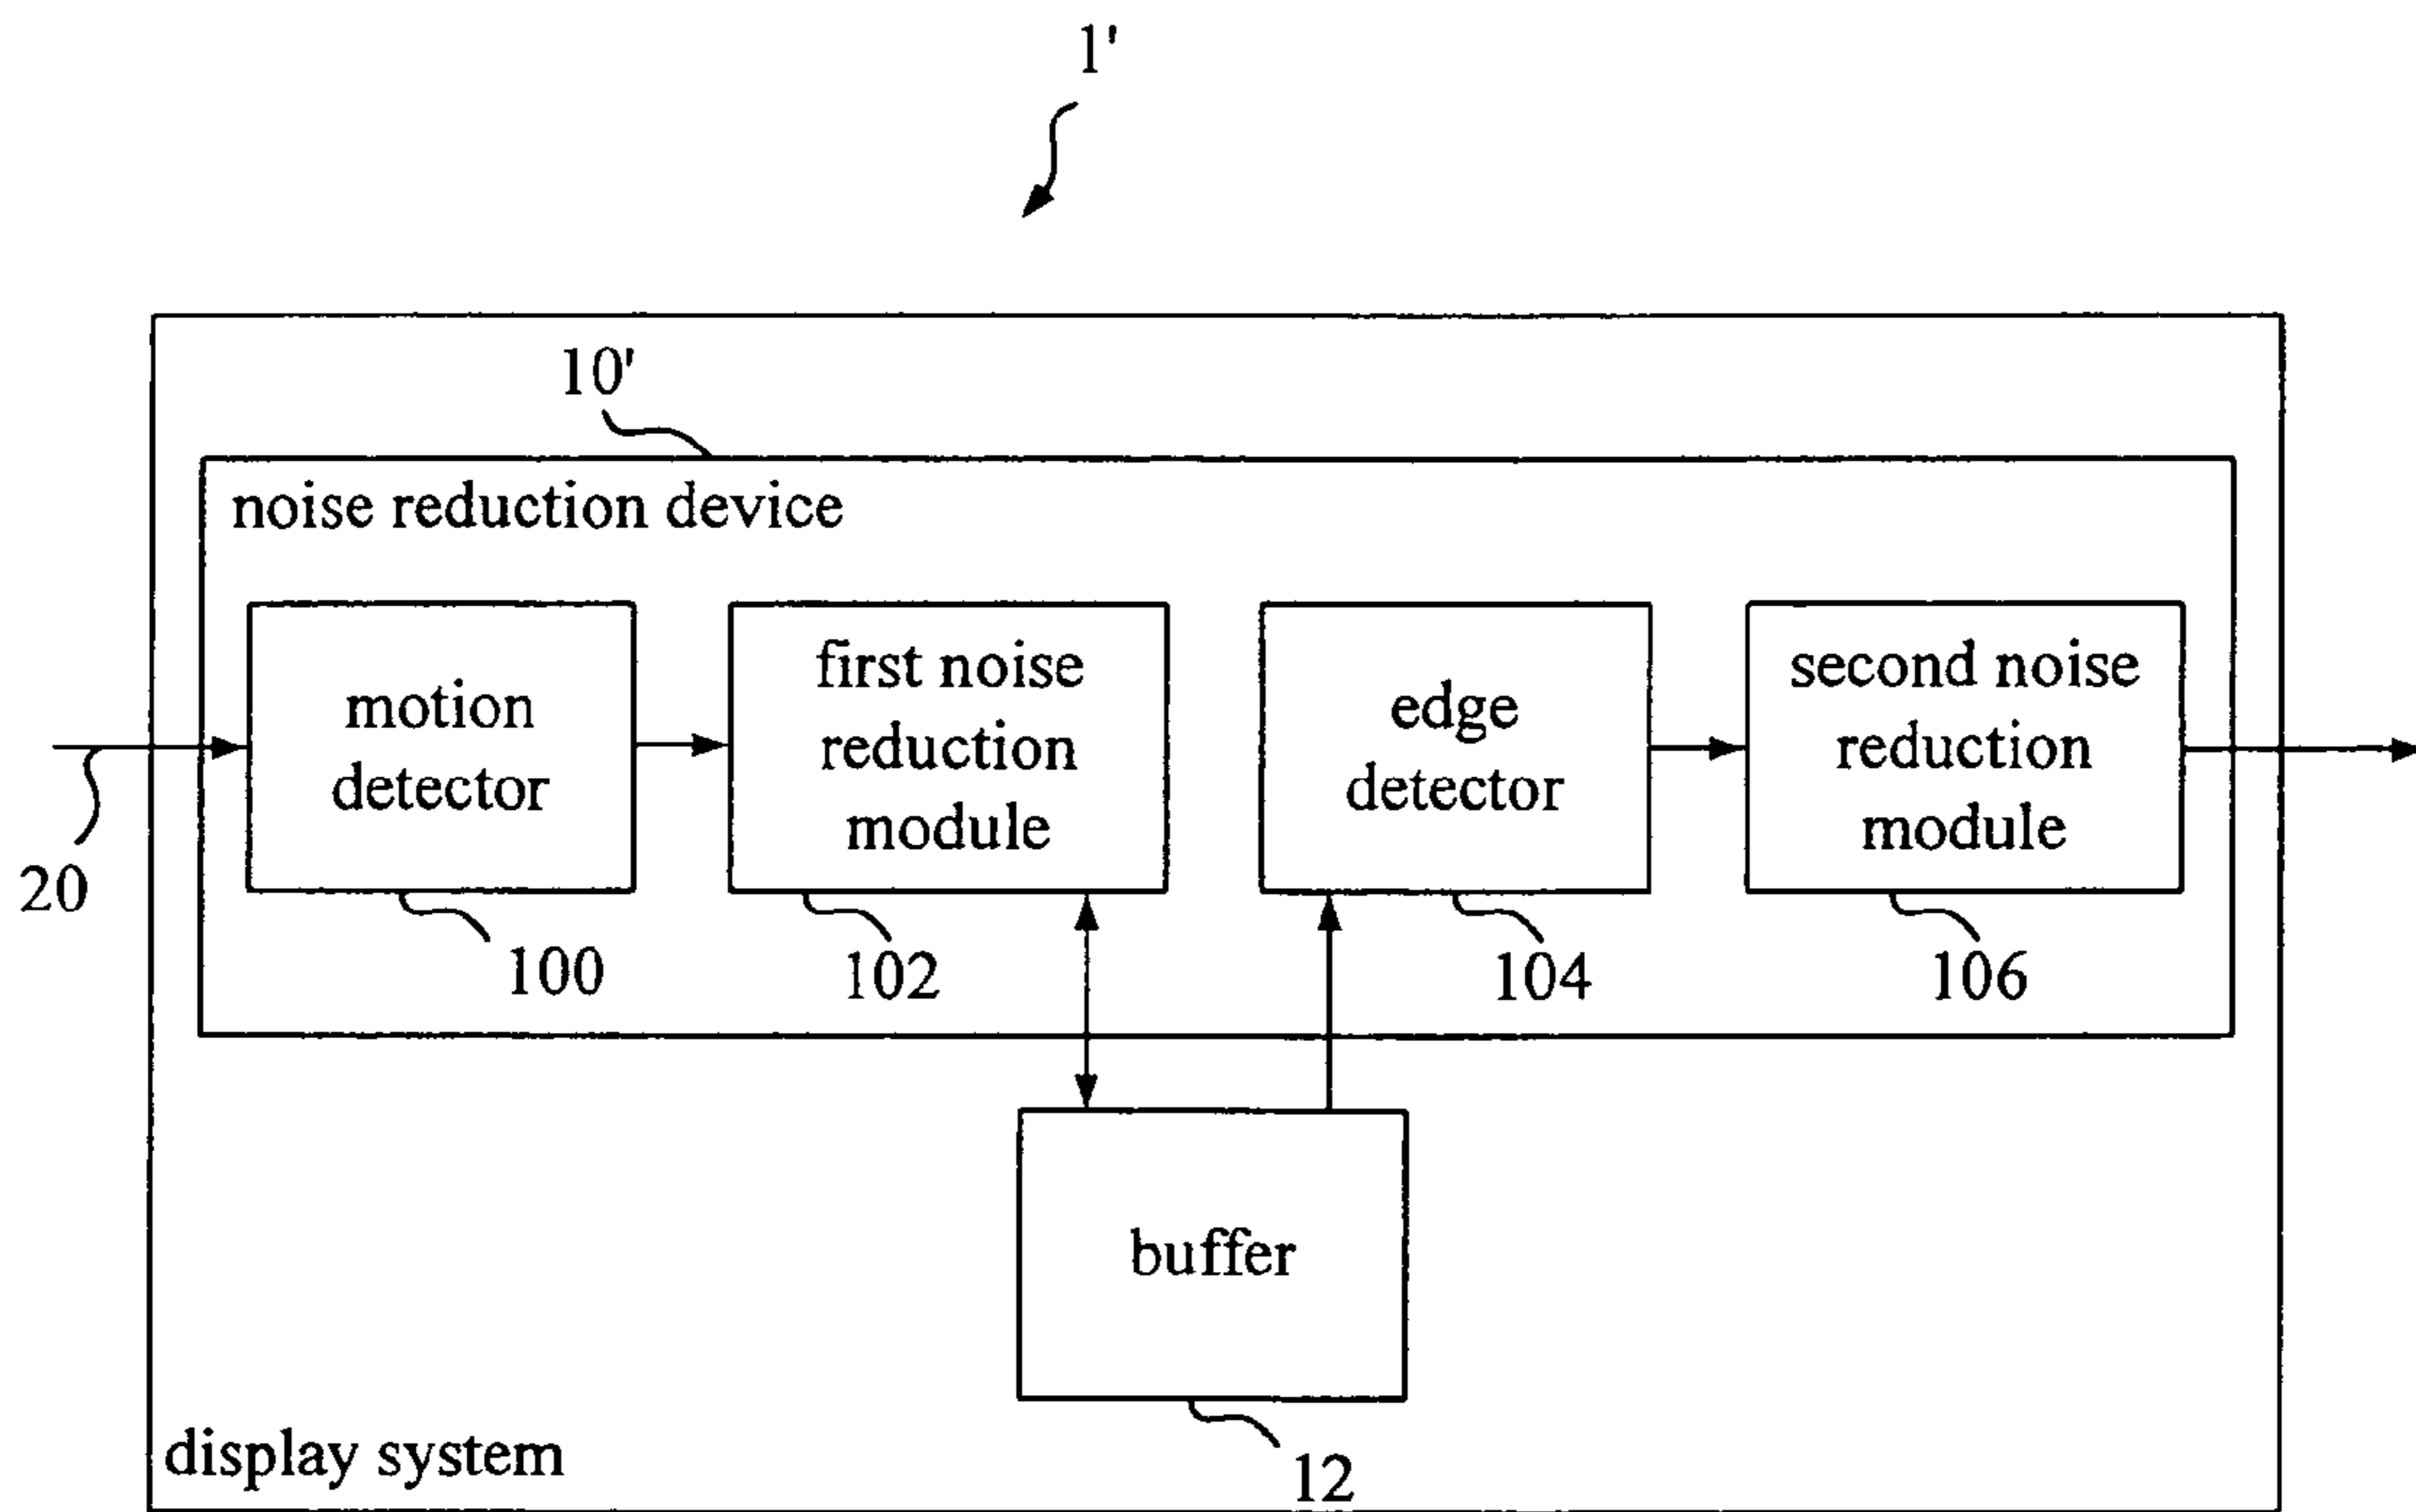 1'
10'
noise reduction device
motion
detector
first noise
reduction
module
edge
detector
second noise
reduction
module
20
100
102
104
106
buffer
display system
12